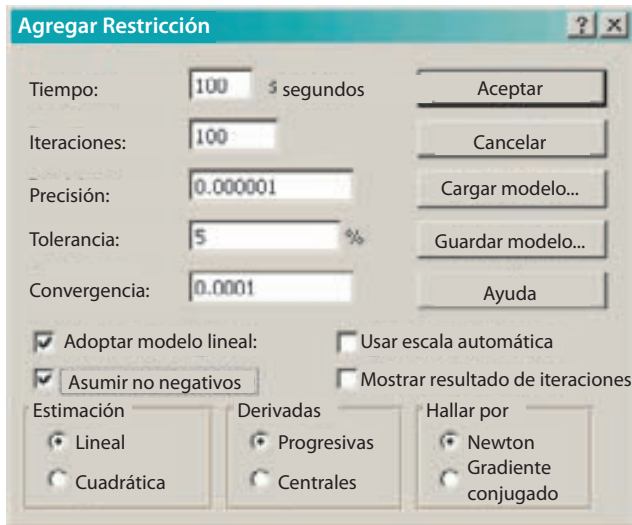 Agregar Restricción
Tiempo: 100 s segundos Aceptar
Iteraciones: 100 Cancelar
Precisión: 0.000001 Cargar modelo...
Tolerancia: 5 % Guardar modelo...
Convergencia: 0.0001 Ayuda
Adoptar modelo lineal: Usar escala automática
Asumir no negativos Mostrar resultado de iteraciones
Estimación Derivadas Hallar por
Lineal Progresivas Newton
Cuadrática Centrales Gradiente
conjugado